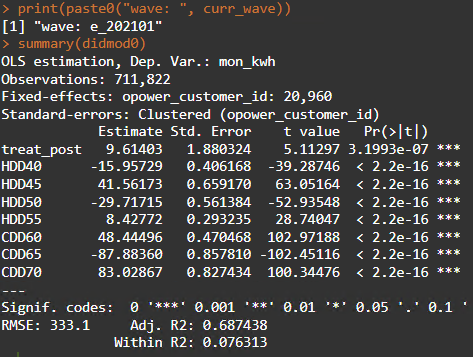 > print(paste0("wave: ", curr_wave))
[1] "wave: e_202101"
> summary(didmod0)
OLS estimation, Dep. Var.: mon_kwh
Observations: 711,822
Fixed-effects: opower_customer_id: 20,960
Standard-errors: Clustered (opower_customer_id)
Estimate Std. Error t value Pr(>|t|)
treat_post 9.61403 1.880324 5.11297 3.1993e-07 ***
HDD40 -15.95729 0.406168 -39.28746 < 2.2e-16 ***
HDD45 41.56173 0.659170 63.05164 < 2.2e-16 ***
HDD50 -29.71715 0.561384 -52.93548 < 2.2e-16 ***
HDD55 8.42772 0.293235 28.74047 < 2.2e-16 ***
CDD60 48.44496 0.470468 102.97188 < 2.2e-16 ***
CDD65 -87.88360 0.857810 -102.45116 < 2.2e-16 ***
CDD70 83.02867 0.827434 100.34476 < 2.2e-16 ***
---
Signif. codes: 0 '***' 0.001 '**' 0.01 '*' 0.05 '.' 0.1 '
RMSE: 333.1 Adj. R2: 0.687438
Within R2: 0.076313